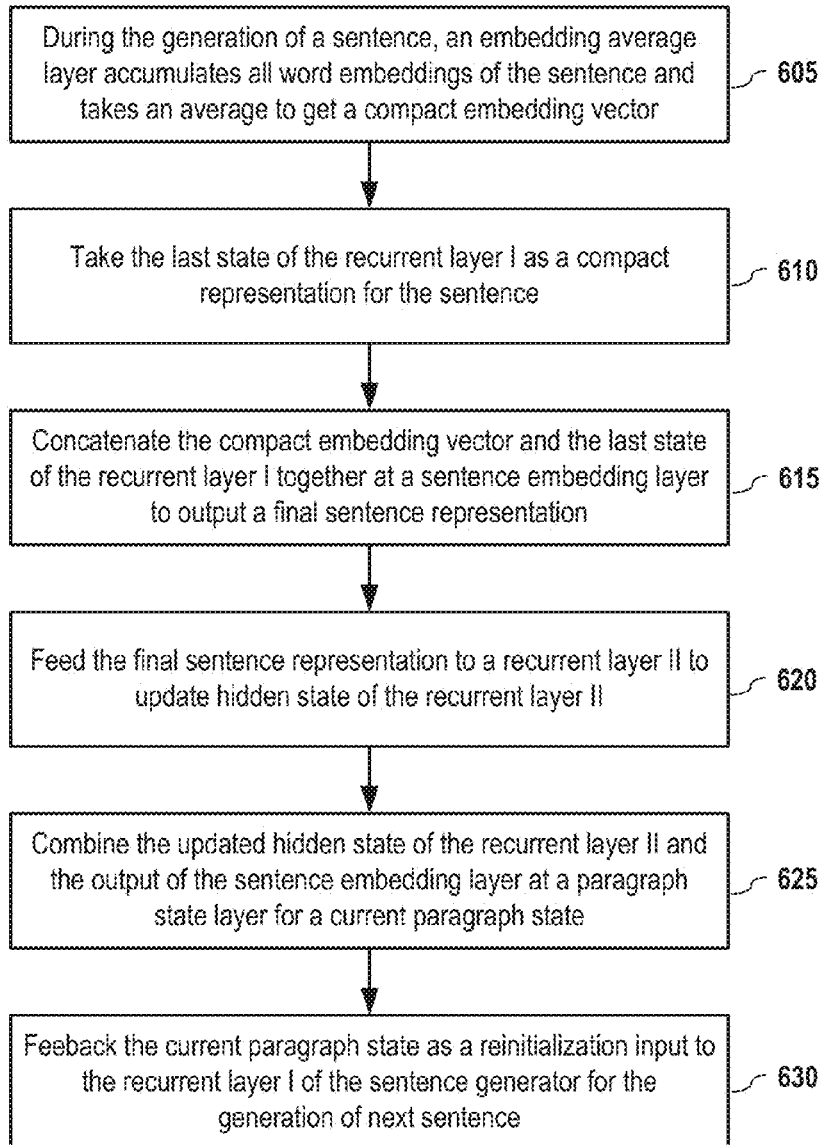 During the generation of a sentence, an embedding average
layer accumulates all word embeddings of the sentence and
takes an average to get a compact embedding vector
605
Take the last state of the recurrent layer I as a compact
representation for the sentence
610
Concatenate the compact embedding vector and the last state
of the recurrent layer I together at a sentence embedding layer
to output a final sentence representation
615
Feed the final sentence representation to a recurrent layer II to
update hidden state of the recurrent layer II
620
Combine the updated hidden state of the recurrent layer II and
the output of the sentence embedding layer at a paragraph
state layer for a current paragraph state
625
Feeback the current paragraph state as a reinitialization input to
the recurrent layer I of the sentence generator for the
generation of next sentence
630